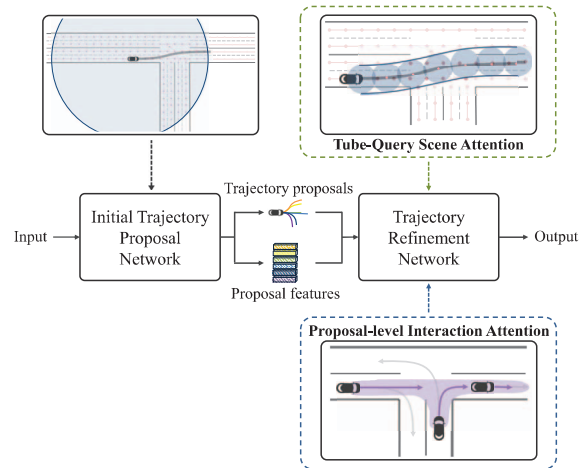 Tube-Query Scene Attention
Trajectory proposals
Input
Initial Trajectory
Proposal
Network
Trajectory
Refinement
Network
Output
Proposal features
Proposal-level Interaction Attention